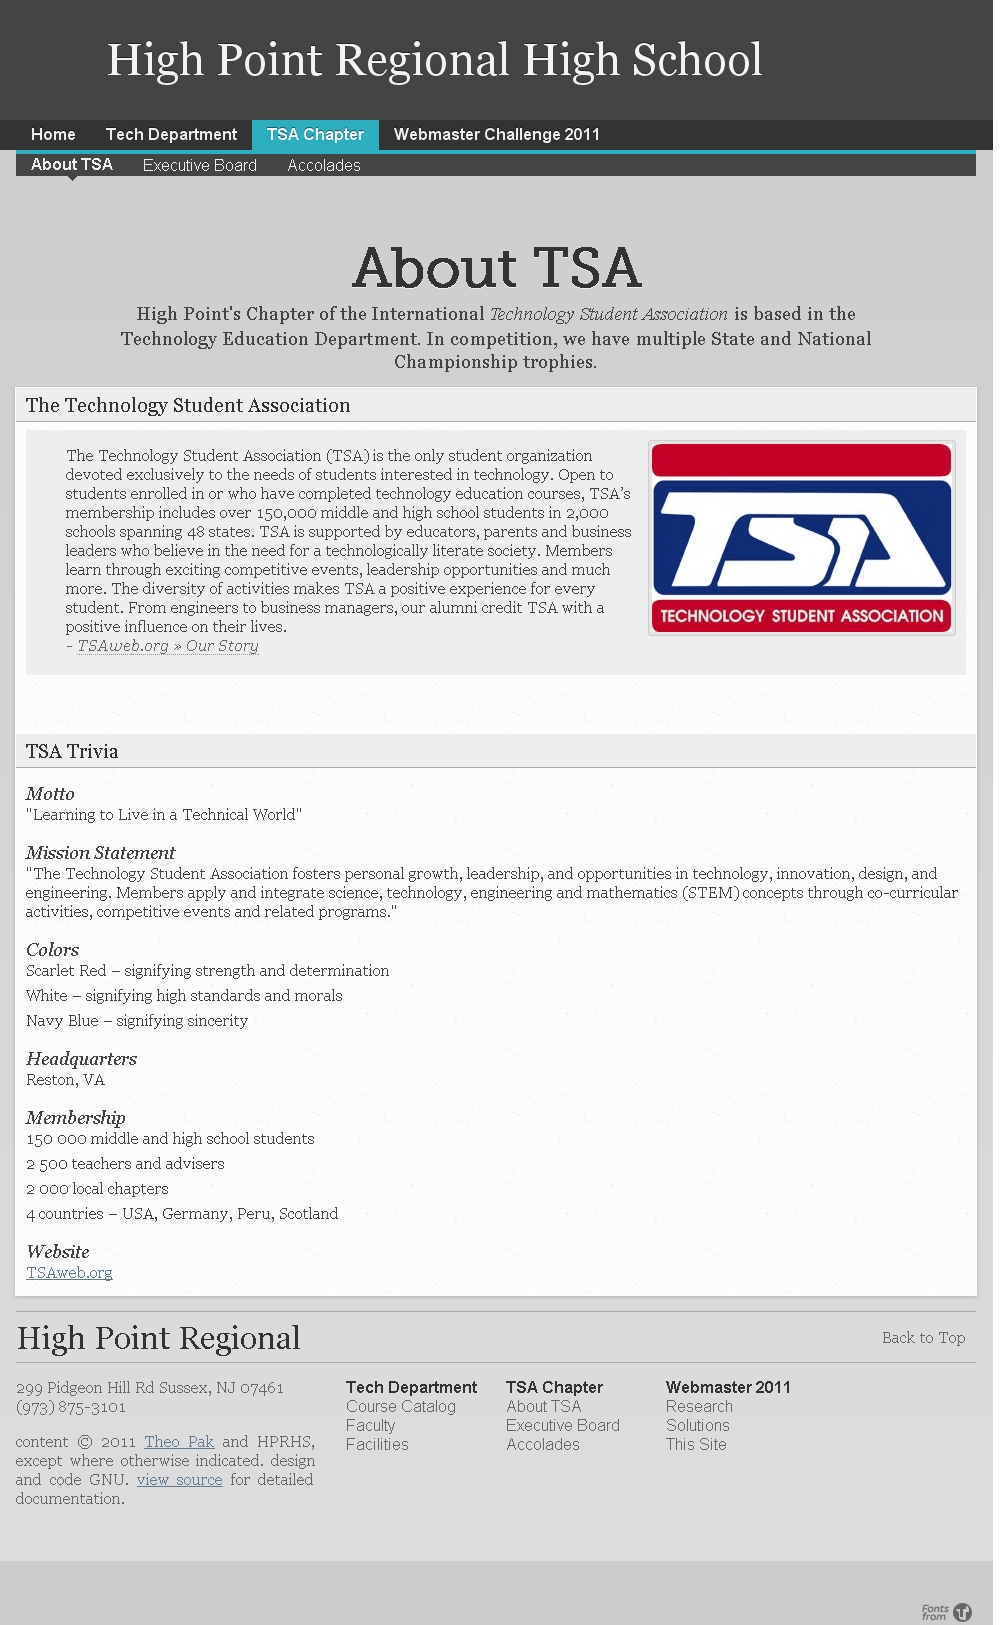 High Point Regional High School
Home Tech Department TSA Chapter Webmaster Challenge 2011
About TSA Executive Board Accolades
About TSA
High Point's Chapter of the International Technology Student Association is based in the
Technology Education Department. In competition, we have multiple State and National
Championship trophies.
The Technology Student Association
The Technology Student Association (TSA) is the only student organization
devoted exclusively to the needs of students interested in technology. Open to
students enrolled in or who have completed technology education courses, TSA's
membership includes over 150,000 middle and high school students in 2,000
schools spanning 48 states. TSA is supported by educators, parents and business
leaders who believe in the need for a technologically literate society. Members
learn through exciting competitive events, leadership opportunities and much
more. The diversity of activities makes TSA a positive experience for every
student. From engineers to business managers, our alumni credit TSA with a
positive influence on their lives.
- TSAweb.org » Our Story
TSA
TECHNOLOGY STUDENT ASSOCIATION
TSA Trivia
Motto
"Learning to Live in a Technical World"
Mission Statement
"The Technology Student Association fosters personal growth, leadership, and opportunities in technology, innovation, design, and
engineering. Members apply and integrate science, technology, engineering and mathematics (STEM) concepts through co-curricular
activities, competitive events and related programs."
Colors
Scarlet Red – signifying strength and determination
White – signifying high standards and morals
Navy Blue – signifying sincerity
Headquarters
Reston, VA
Membership
150 000 middle and high school students
2 500 teachers and advisers
2 000 local chapters
4 countries – USA, Germany, Peru, Scotland
Website
TSAweb.org
High Point Regional Back to Top
299 Pidgeon Hill Rd Sussex, NJ 07461
(973) 875-3101
content © 2011 Theo Pak and HPRHS,
except where otherwise indicated. design
and code GNU. view source for detailed
documentation.
Tech Department
Course Catalog
Faculty
Facilities
TSA Chapter
About TSA
Executive Board
Accolades
Webmaster 2011
Research
Solutions
This Site
Fonts
from